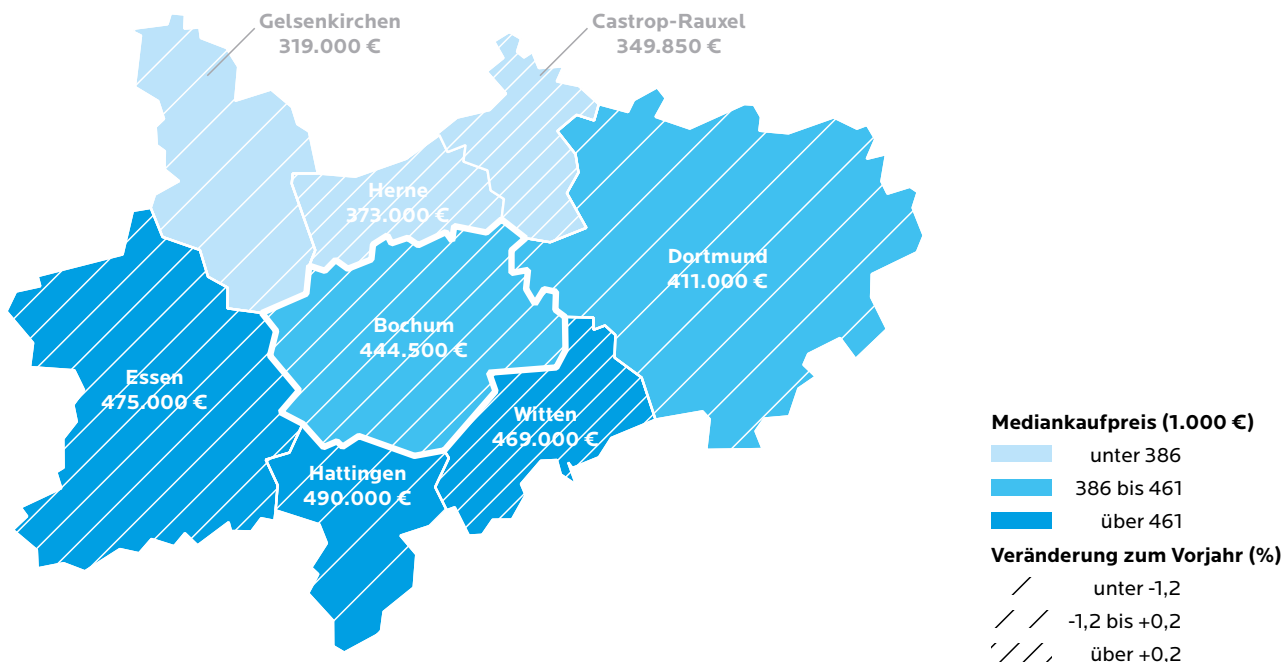 Gelsenkirchen
319.000 €
Castrop-Rauxel
349.850 €
Herne
373.000 €
Dortmund
411.000 €
Bochum
444.500 €
Essen
475.000 €
Witten
469.000 €
Hattingen
490.000 €
Mediankaufpreis (1.000 €)
unter 386
386 bis 461
über 461
Veränderung zum Vorjahr (%)
unter -1,2
-1,2 bis +0,2
über +0,2